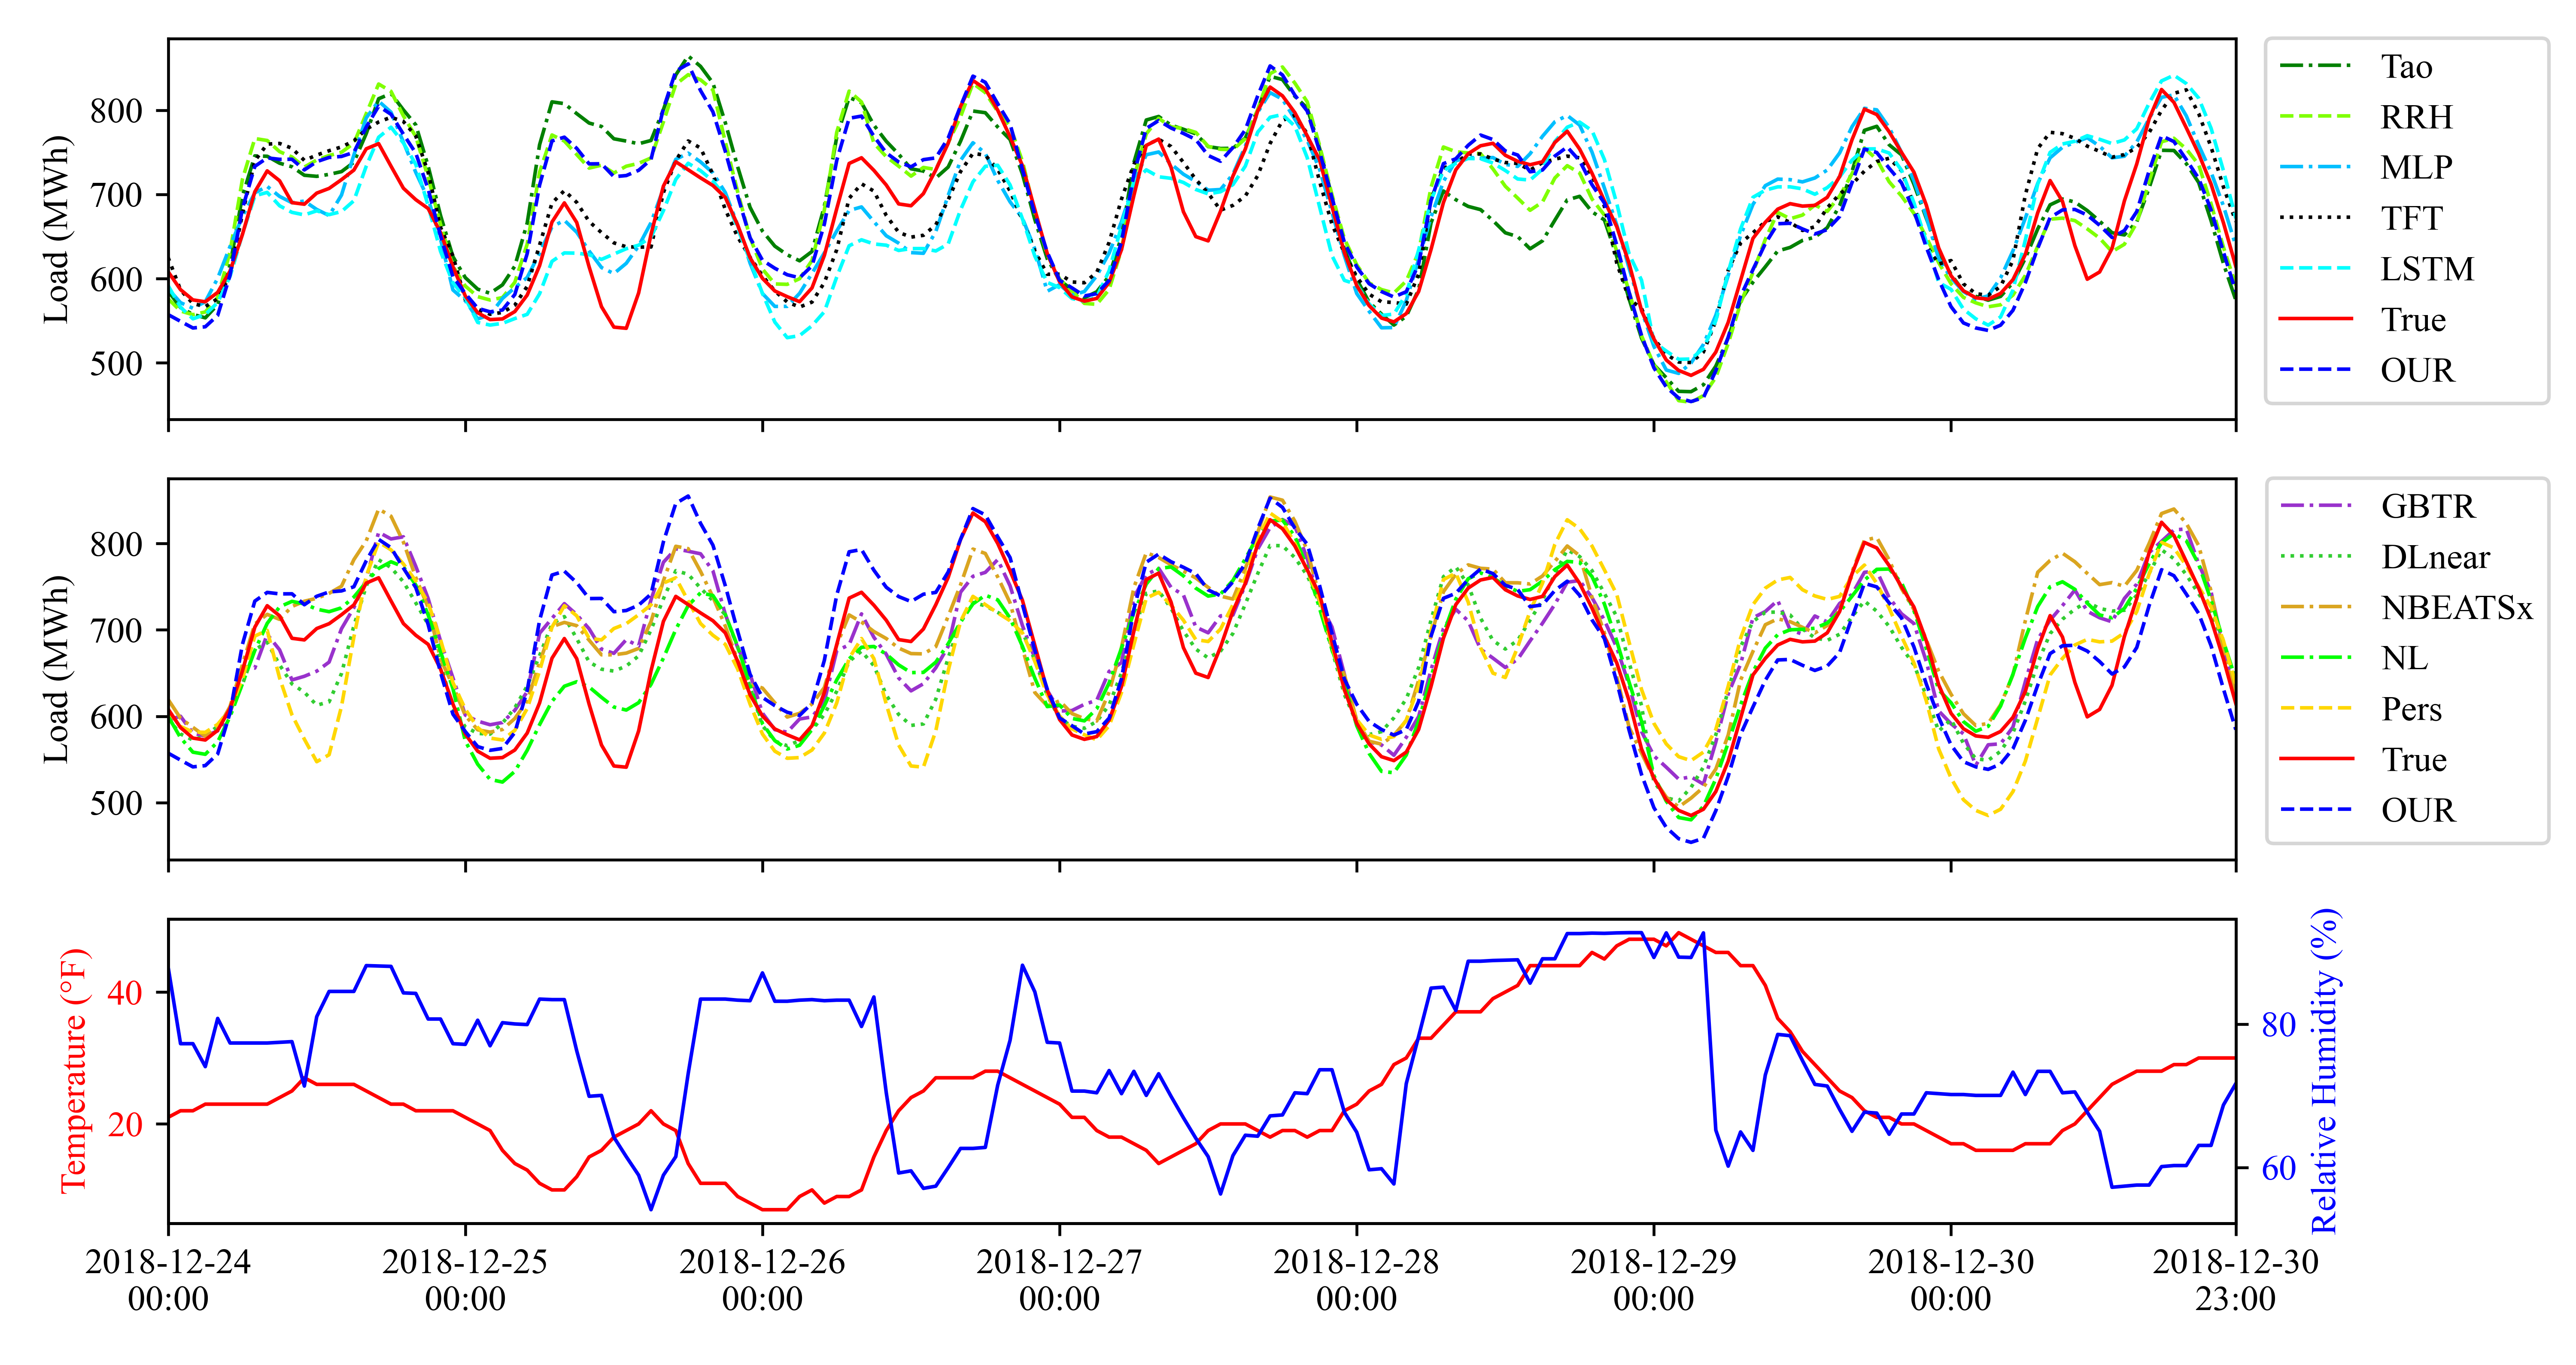 Load (MWh)
800
700
600
500
Tao
RRH
MLP
TFT
LSTM
True
OUR
Load (MWh)
800
700
600
500
GBTR
DLnear
NBEATSx
NL
Pers
True
OUR
Temperature (°F)
40
20
80
60
Relative Humidity (%)
2018-12-24 2018-12-25 2018-12-26 2018-12-27 2018-12-28 2018-12-29 2018-12-30 2018-12-30
00:00 00:00 00:00 00:00 00:00 00:00 00:00 23:00